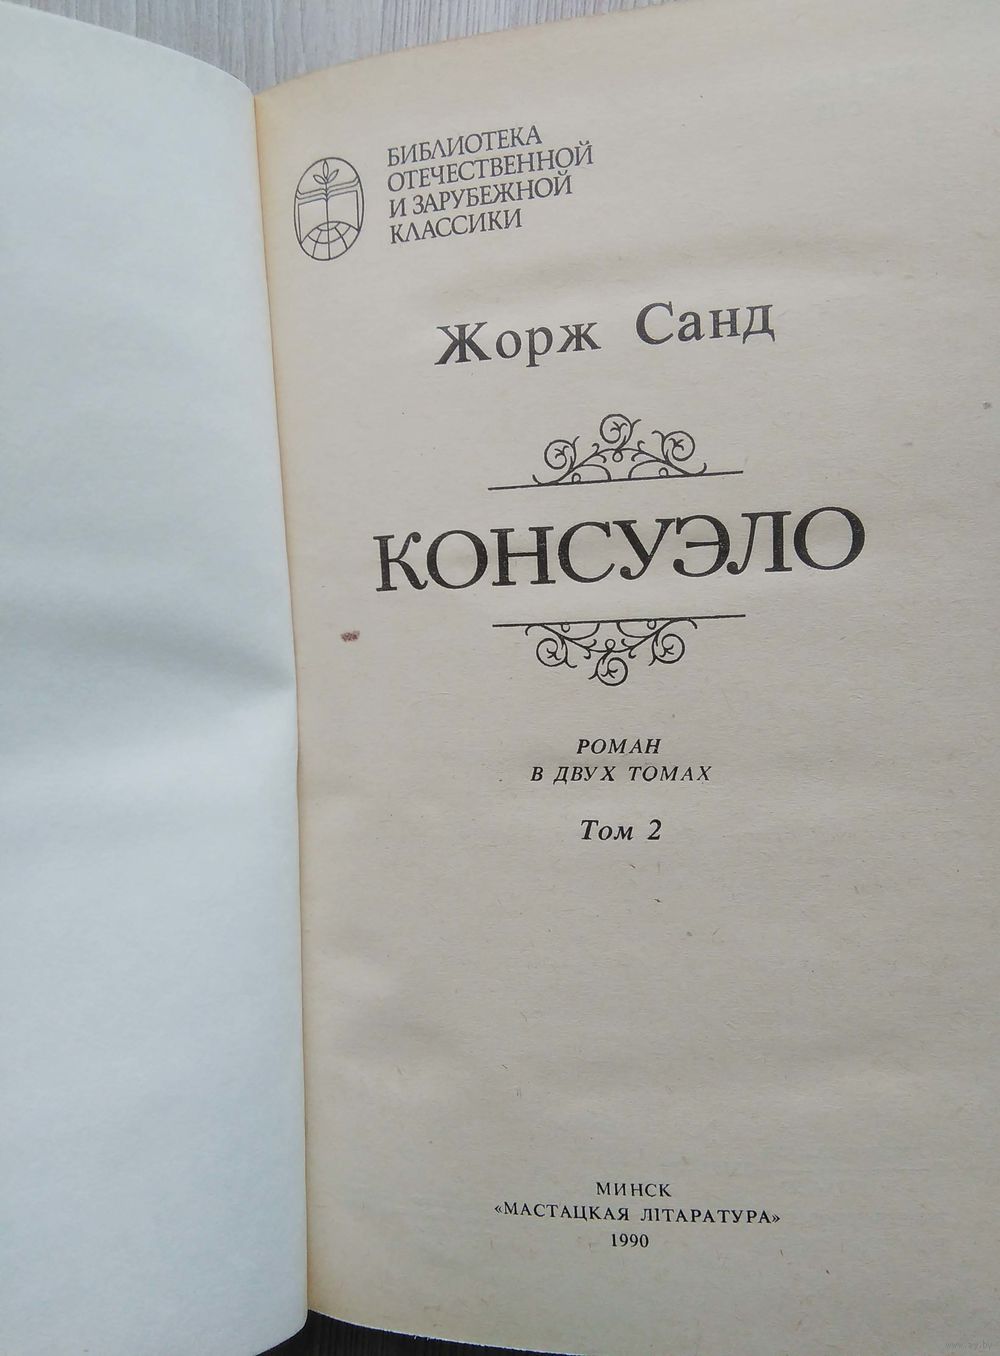 БИБЛИОТЕКА
ОТЕЧЕСТВЕННОЙ
И ЗАРУБЕЖНОЙ
КЛАССИКИ
Жорж Санд
КОНСУЭЛО
РОМАН
В ДВУХ ТОМАХ
Том 2
МИНСК
«МАСТАЦКАЯ ЛІТАРАТУРА»
1990